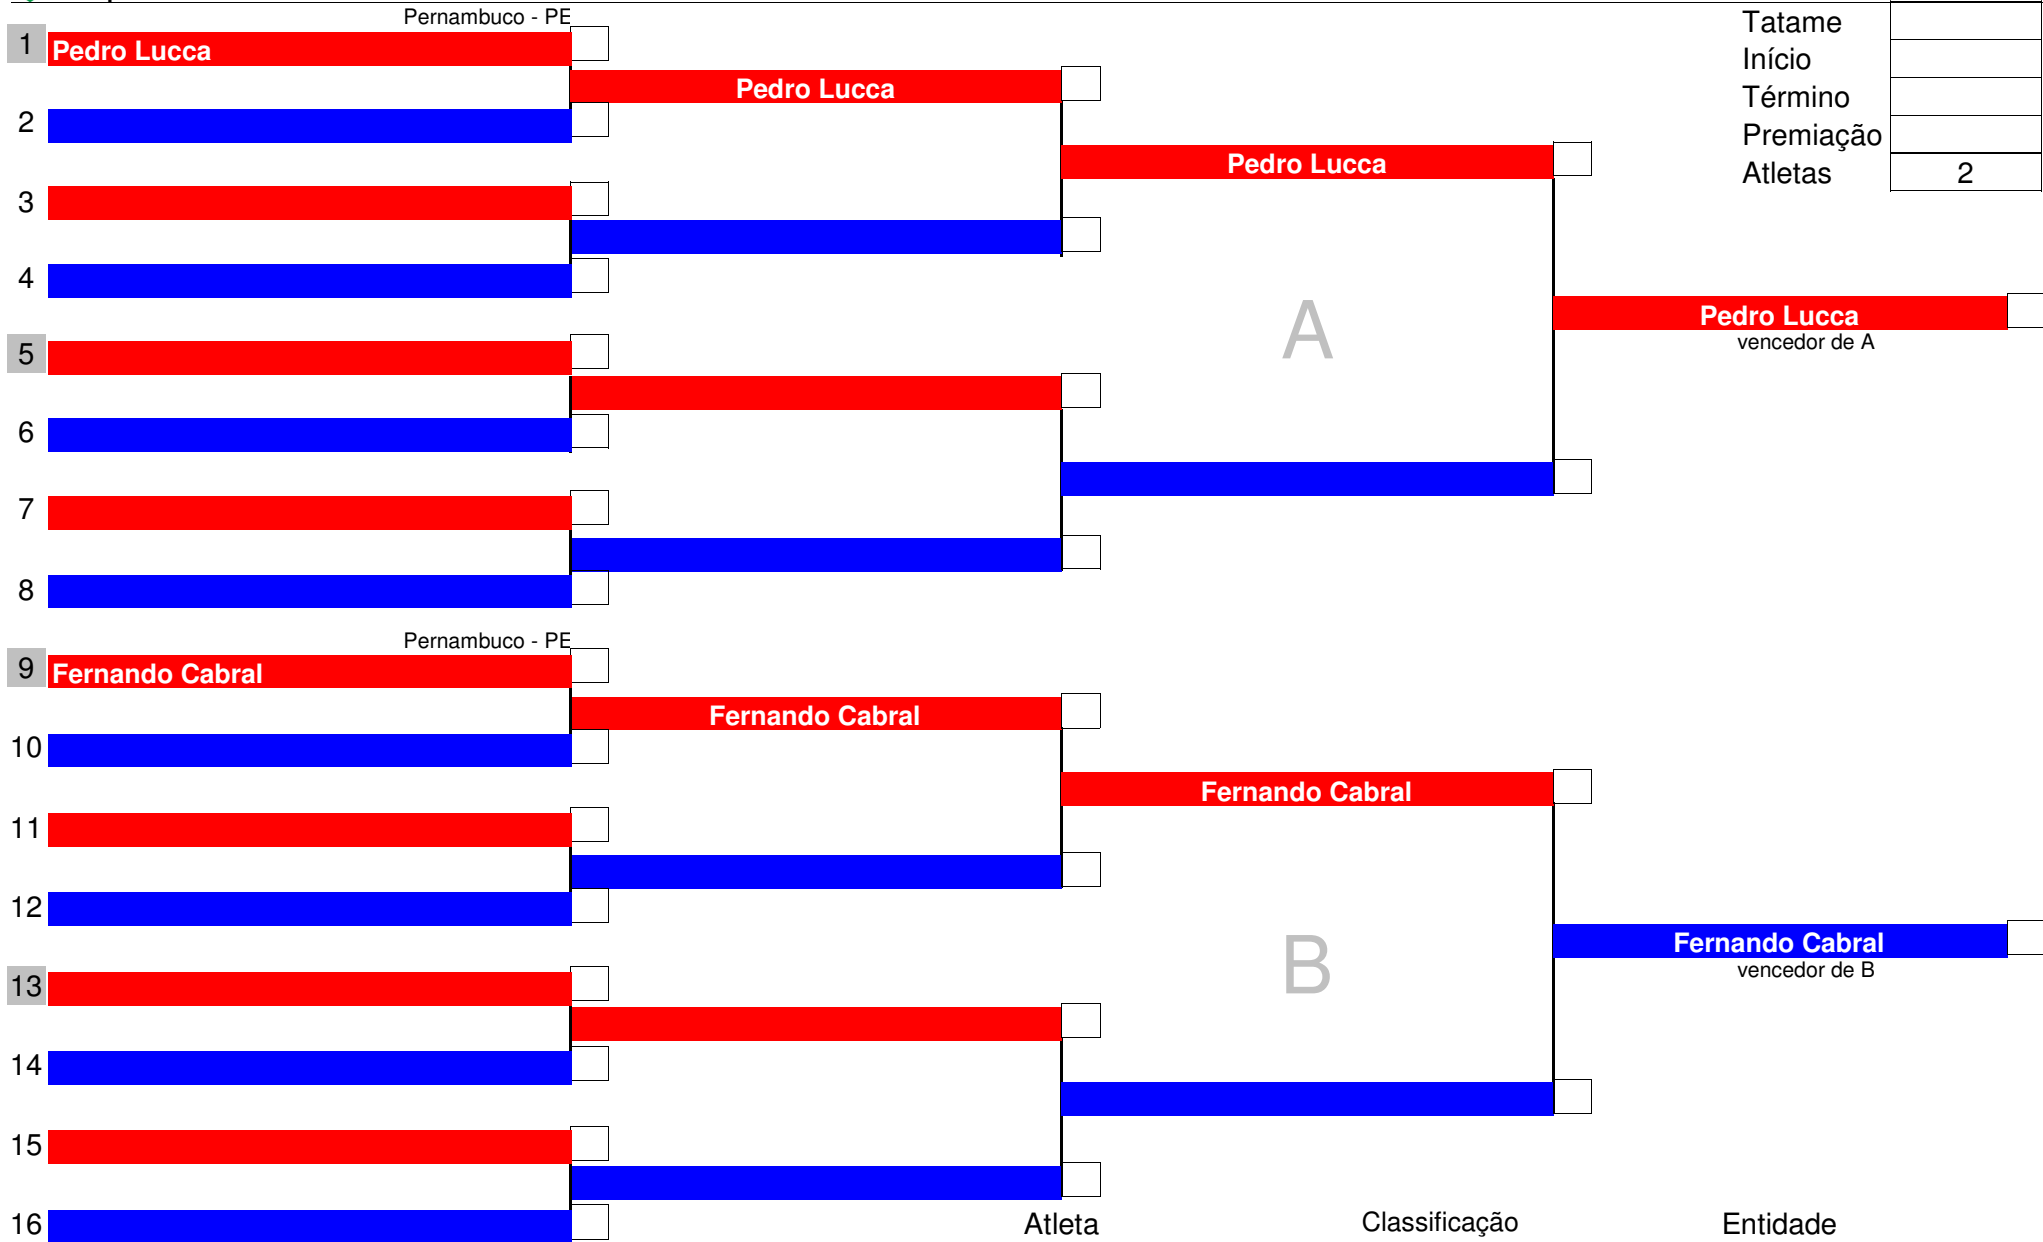 Pernambuco - PE
Tatame
1 Pedro Lucca
Início
Pedro Lucca
Término
2
Premiação
Pedro Lucca
Atletas 2
3
4
A
Pedro Lucca
vencedor de A
5
6
7
8
Pernambuco - PE
9 Fernando Cabral
Fernando Cabral
10
Fernando Cabral
11
12
B
Fernando Cabral
vencedor de B
13
14
15
16
Atleta Classificação Entidade